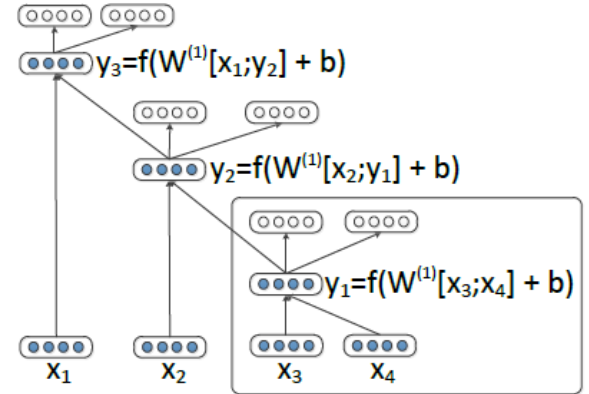 y₃=f(W⁽¹⁾[x₁;y₂] + b)
y₂=f(W⁽¹⁾[x₂;y₁] + b)
y₁=f(W⁽¹⁾[x₃;x₄] + b)
x₁ x₂ x₃ x₄